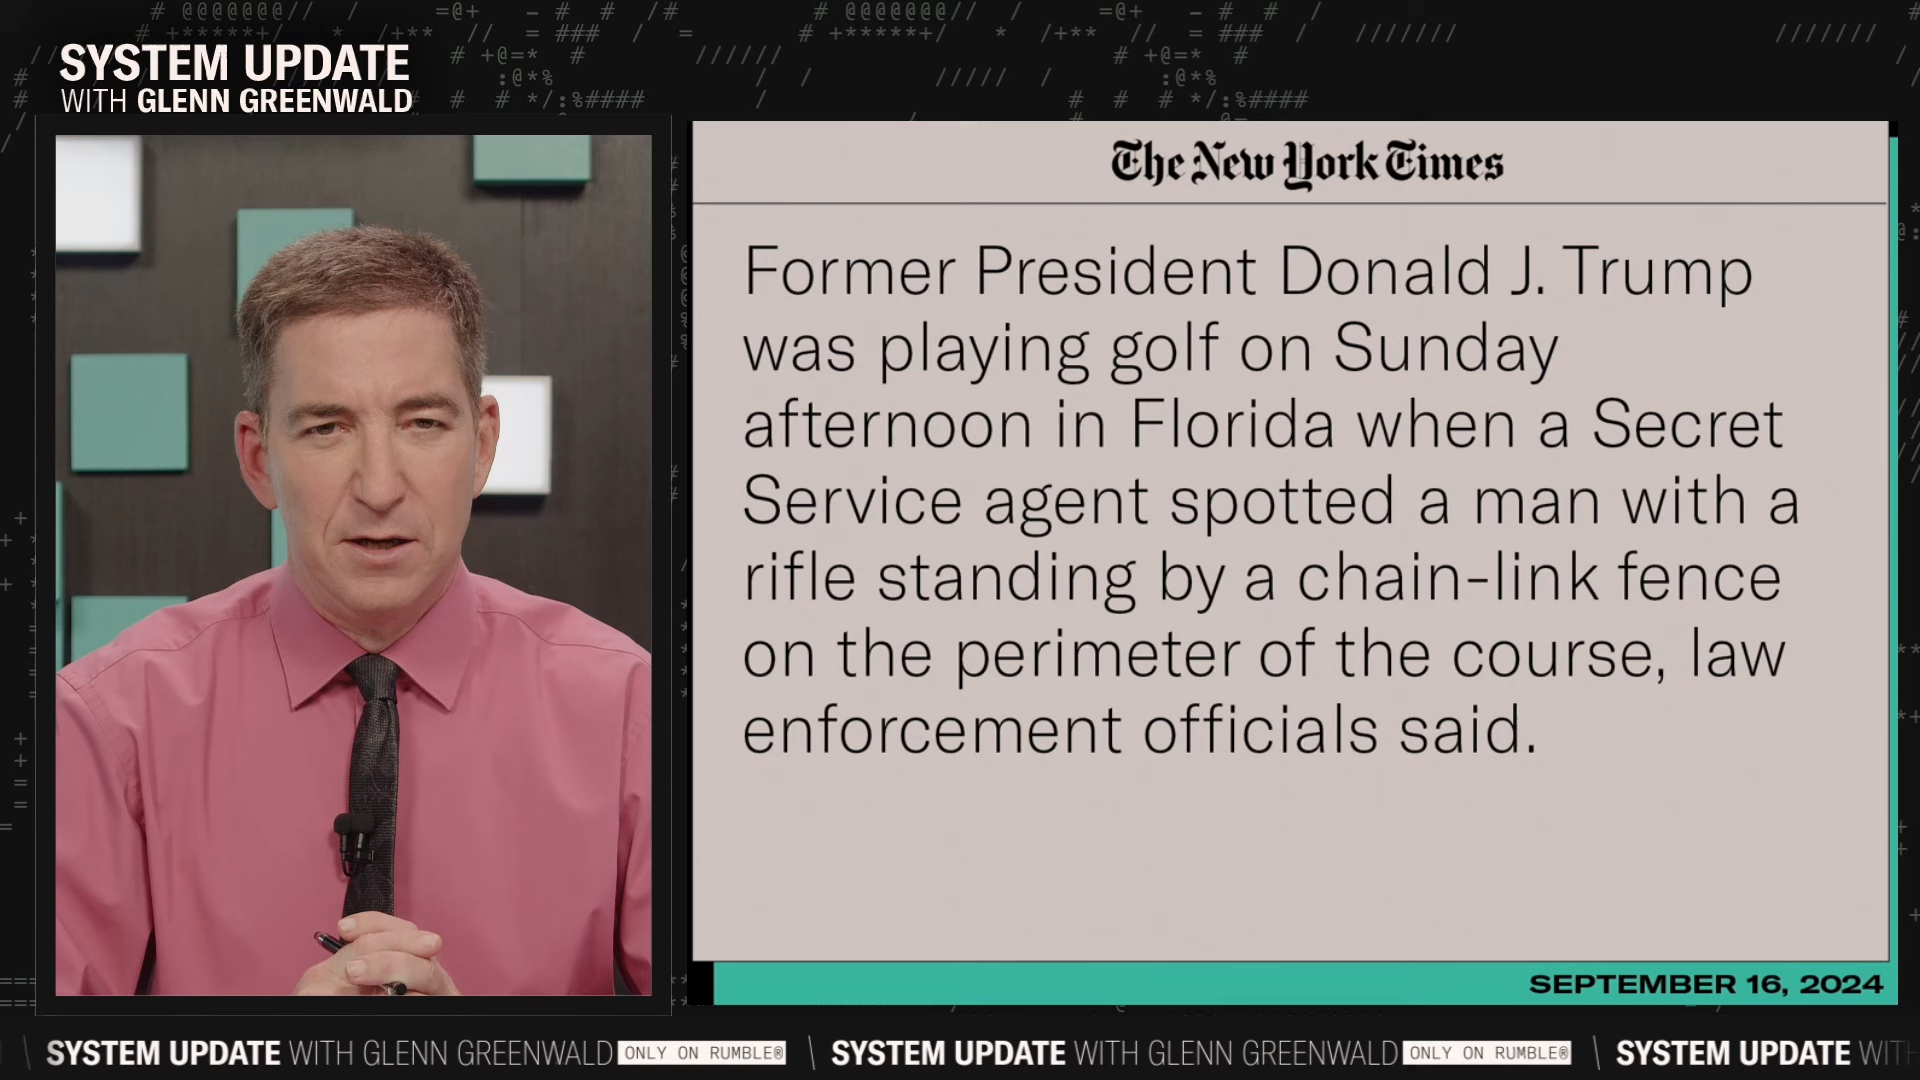 SYSTEM UPDATE
WITH GLENN GREENWALD
The New York Times
Former President Donald J. Trump
was playing golf on Sunday
afternoon in Florida when a Secret
Service agent spotted a man with a
rifle standing by a chain-link fence
on the perimeter of the course, law
enforcement officials said.
SEPTEMBER 16, 2024
SYSTEM UPDATE WITH GLENN GREENWALD ONLY ON RUMBLE® \ SYSTEM UPDATE WITH GLENN GREENWALD ONLY ON RUMBLE® \ SYSTEM UPDATE WITH